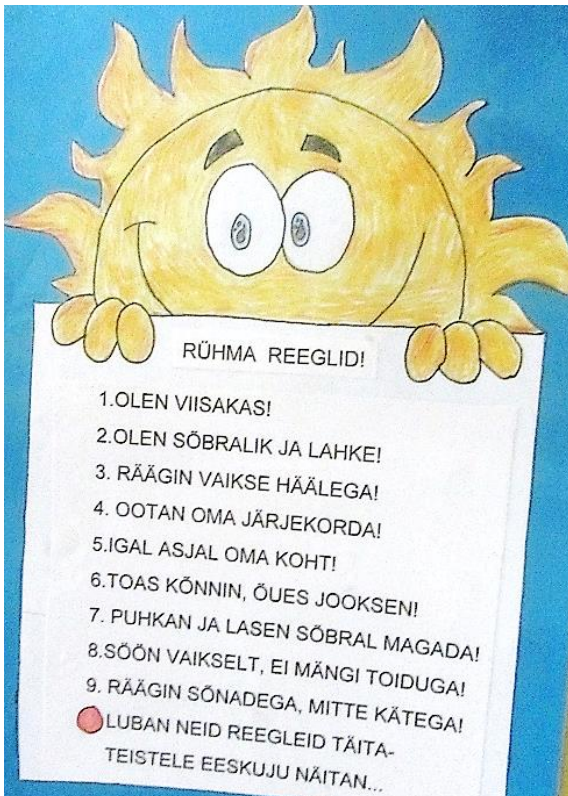 RÜHMA REEGLID!
1.OLEN VIISAKAS!
2.OLEN SÕBRALIK JA LAHKE!
3. RÄÄGIN VAIKSE HÄÄLEGA!
4. OOTAN OMA JÄRJEKORDA!
5.IGAL ASJAL OMA KOHT!
6.TOAS KÕNNIN, ÕUES JOOKSEN!
7. PUHKAN JA LASEN SÕBRAL MAGADA!
8.SÖÖN VAIKSELT, EI MÄNGI TOIDUGA!
9. RÄÄGIN SÕNADEGA, MITTE KÄTEGA!
LUBAN NEID REEGLEID TÄITA-
TEISTELE EESKUJU NÄITAN...